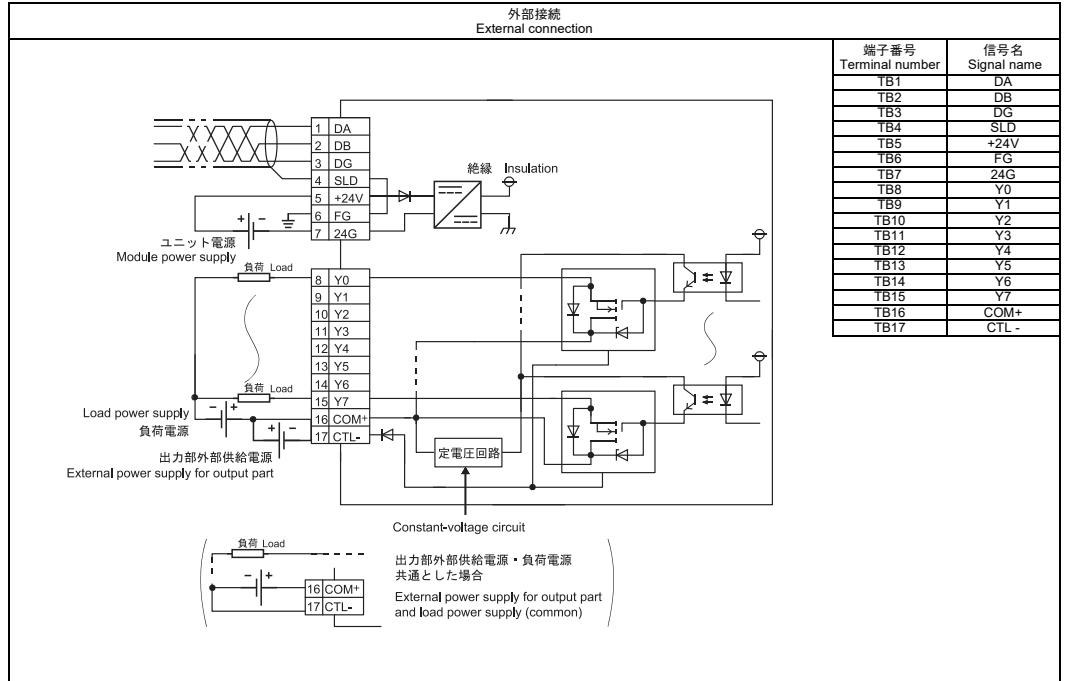 外部接続
External connection
端子番号 信号名
Terminal number Signal name
TB1 DA
TB2 DB
TB3 DG
TB4 SLD
TB5 +24V
TB6 FG
TB7 24G
TB8 Y0
TB9 Y1
TB10 Y2
TB11 Y3
TB12 Y4
TB13 Y5
TB14 Y6
TB15 Y7
TB16 COM+
TB17 CTL -
1 DA
2 DB
3 DG
4 SLD
5 +24V
6 FG
7 24G
絶縁 Insulation
+ -
ユニット電源
Module power supply
負荷 Load
8 Y0
9 Y1
10 Y2
11 Y3
12 Y4
13 Y5
14 Y6
15 Y7
16 COM+
17 CTL-
負荷 Load
- +
Load power supply
負荷電源
+ -
出力部外部供給電源
External power supply for output part
定電圧回路
Constant-voltage circuit
負荷 Load
- +
16 COM+
17 CTL-
出力部外部供給電源・負荷電源
共通とした場合
External power supply for output part
and load power supply (common)